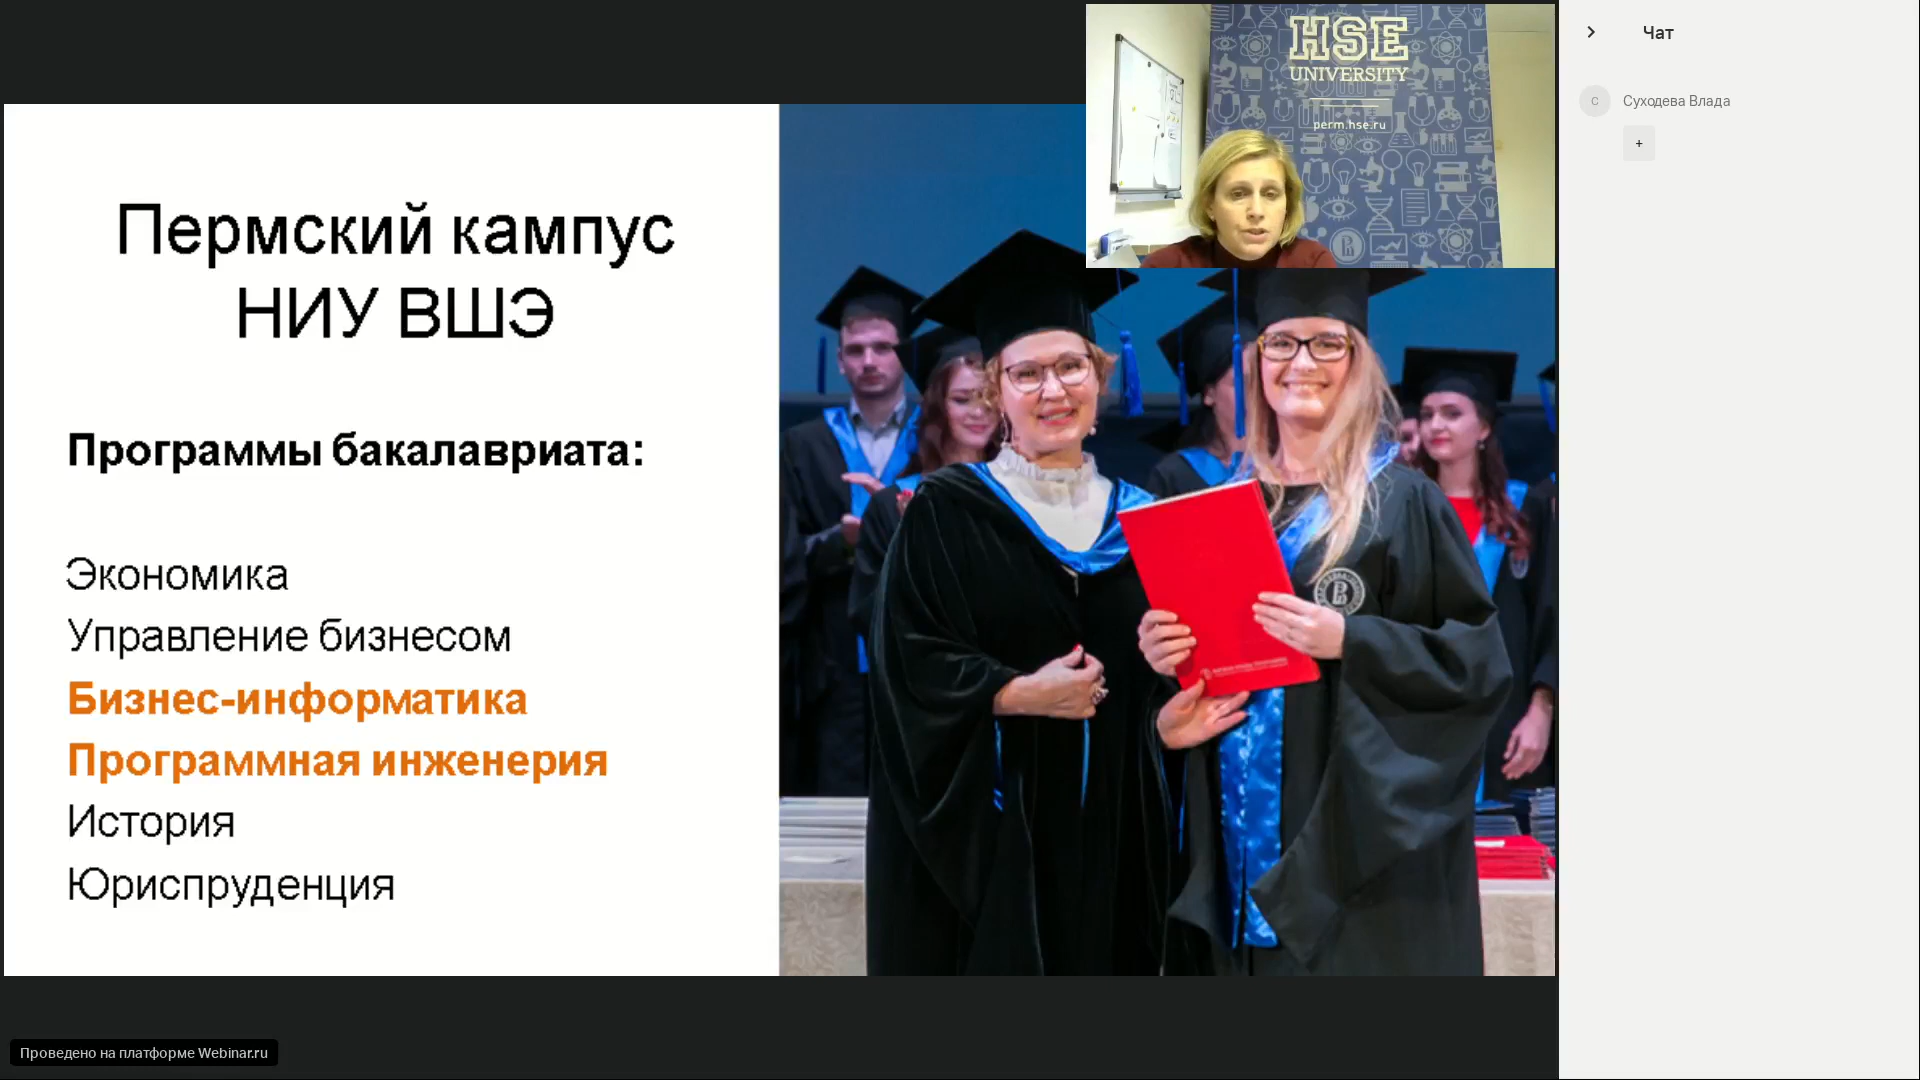 Пермский кампус
НИУ ВШЭ
Программы бакалавриата:
Экономика
Управление бизнесом
Бизнес-информатика
Программная инженерия
История
Юриспруденция
HSE
UNIVERSITY
perm.hse.ru
Чат
С
Суходева Влада
+
Проведено на платформе Webinar.ru